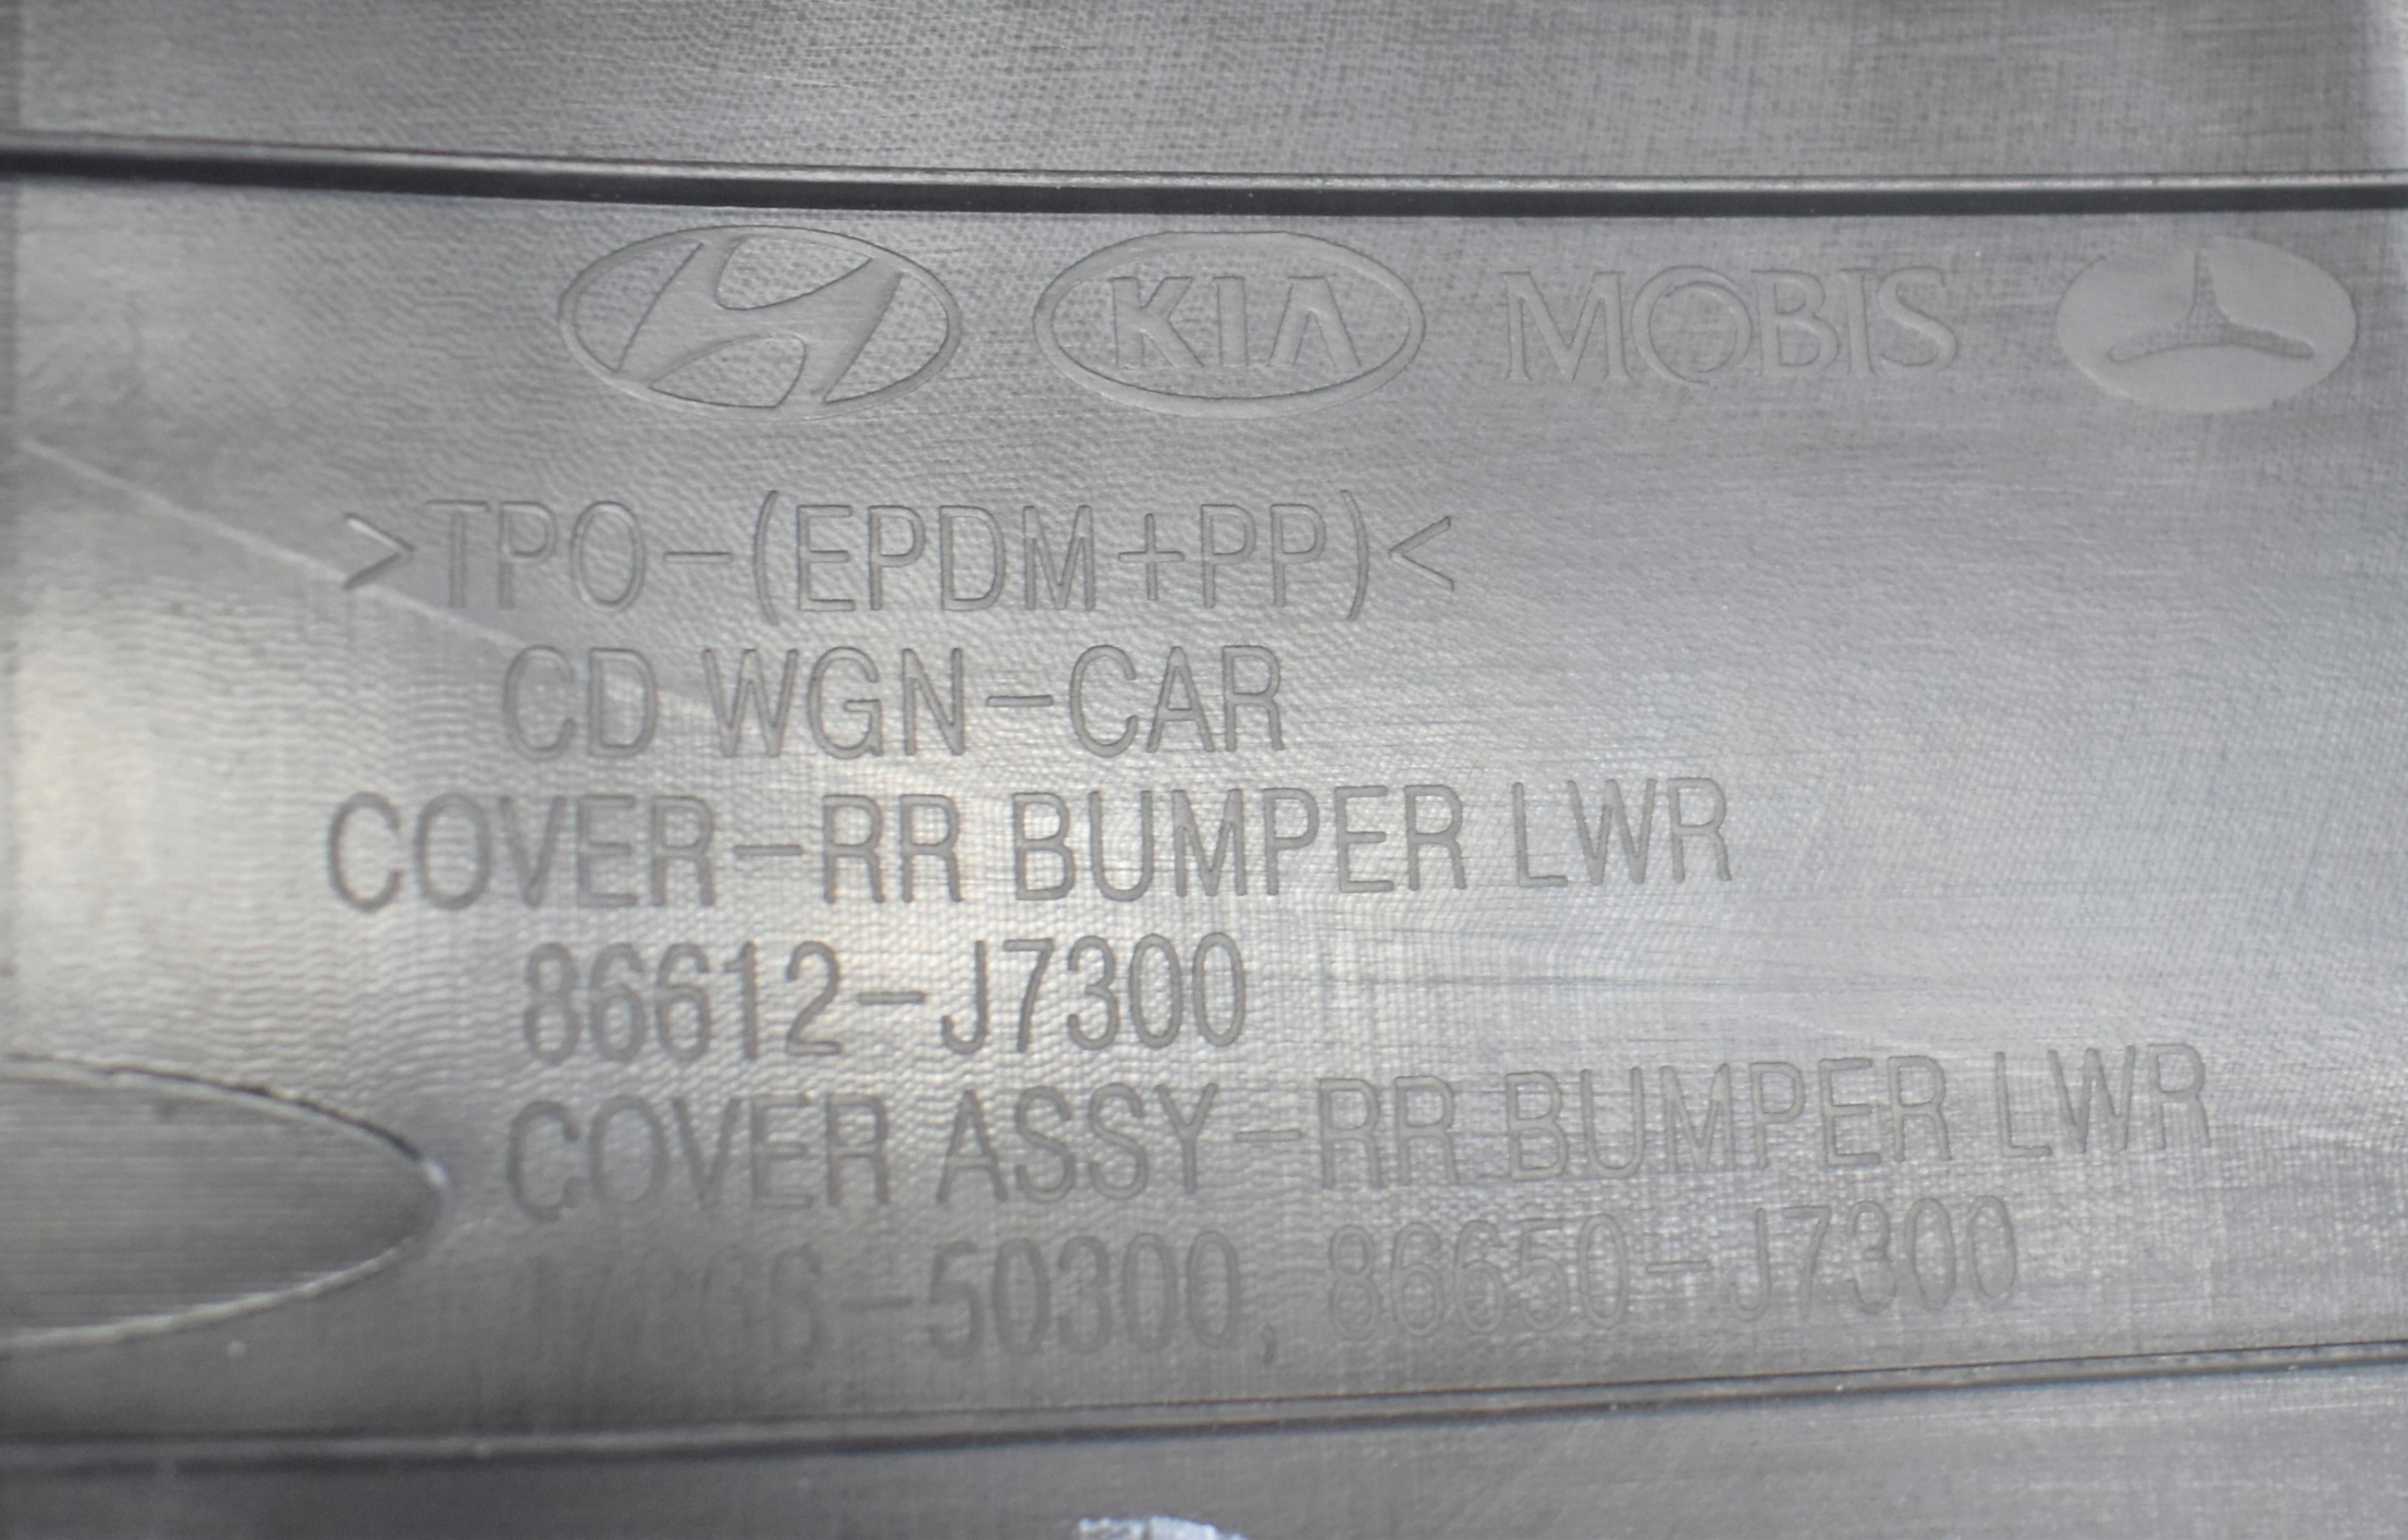 KIA MOBIS
>TPO-(EPDM+PP)<
CD WGN-CAR
COVER-RR BUMPER LWR
86612-J7300
COVER ASSY-RR BUMPER LWR
86650-J7300